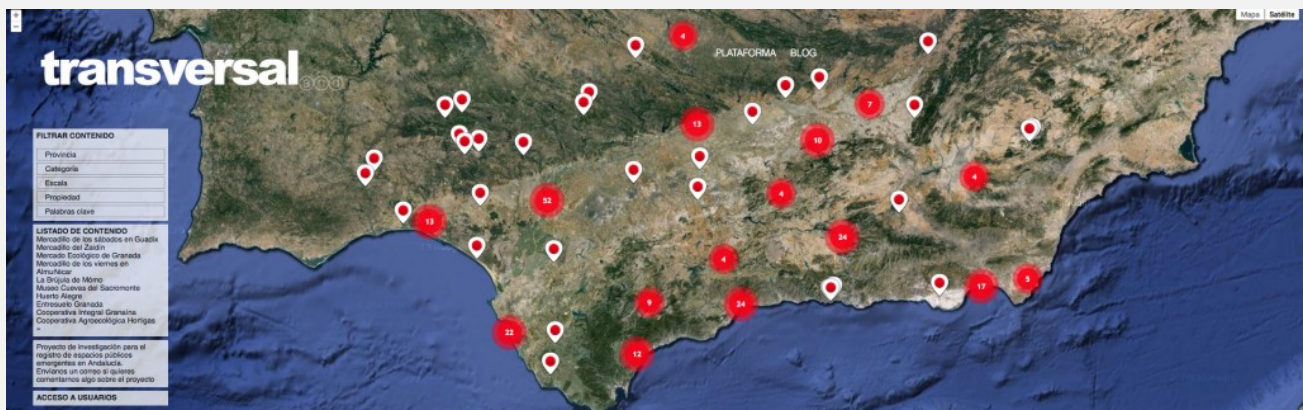 +
−
Mapa Satélite
4
PLATAFORMA BLOG
transversal
7
13
10
FILTRAR CONTENIDO
Provincia
Categoría
Escala
Propiedad
Palabras clave
4
4
52
13
24
LISTADO DE CONTENIDO
Mercadillo de los sábados en Guadix
Mercadillo del Zaidín
Mercado Ecológico de Granada
Mercadillo de los viernes en
Almuñécar
La Brújula de Momo
Museo Cuevas del Sacromonte
Huerto Alegre
Entresuelo Granada
Cooperativa Integral Granaína
Cooperativa Agroecológica Hortigas
4
5
17
9
24
22
12
Proyecto de investigación para el
registro de espacios públicos
emergentes en Andalucía.
Envíanos un correo si quieres
comentarnos algo sobre el proyecto
ACCESO A USUARIOS